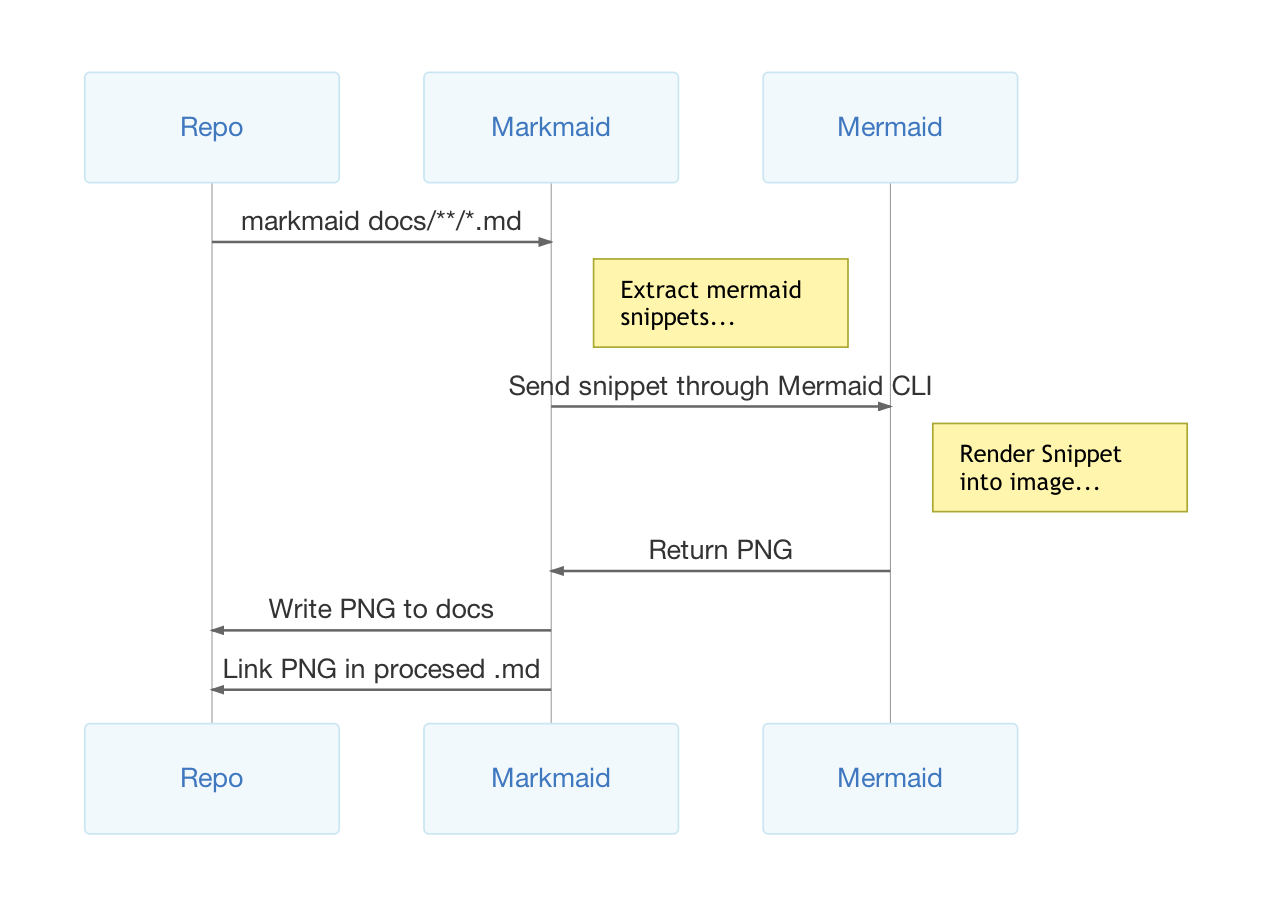 Repo
Markmaid
Mermaid
markmaid docs/**/*.md
Extract mermaid
snippets...
Send snippet through Mermaid CLI
Render Snippet
into image...
Return PNG
Write PNG to docs
Link PNG in procesed .md
Repo
Markmaid
Mermaid